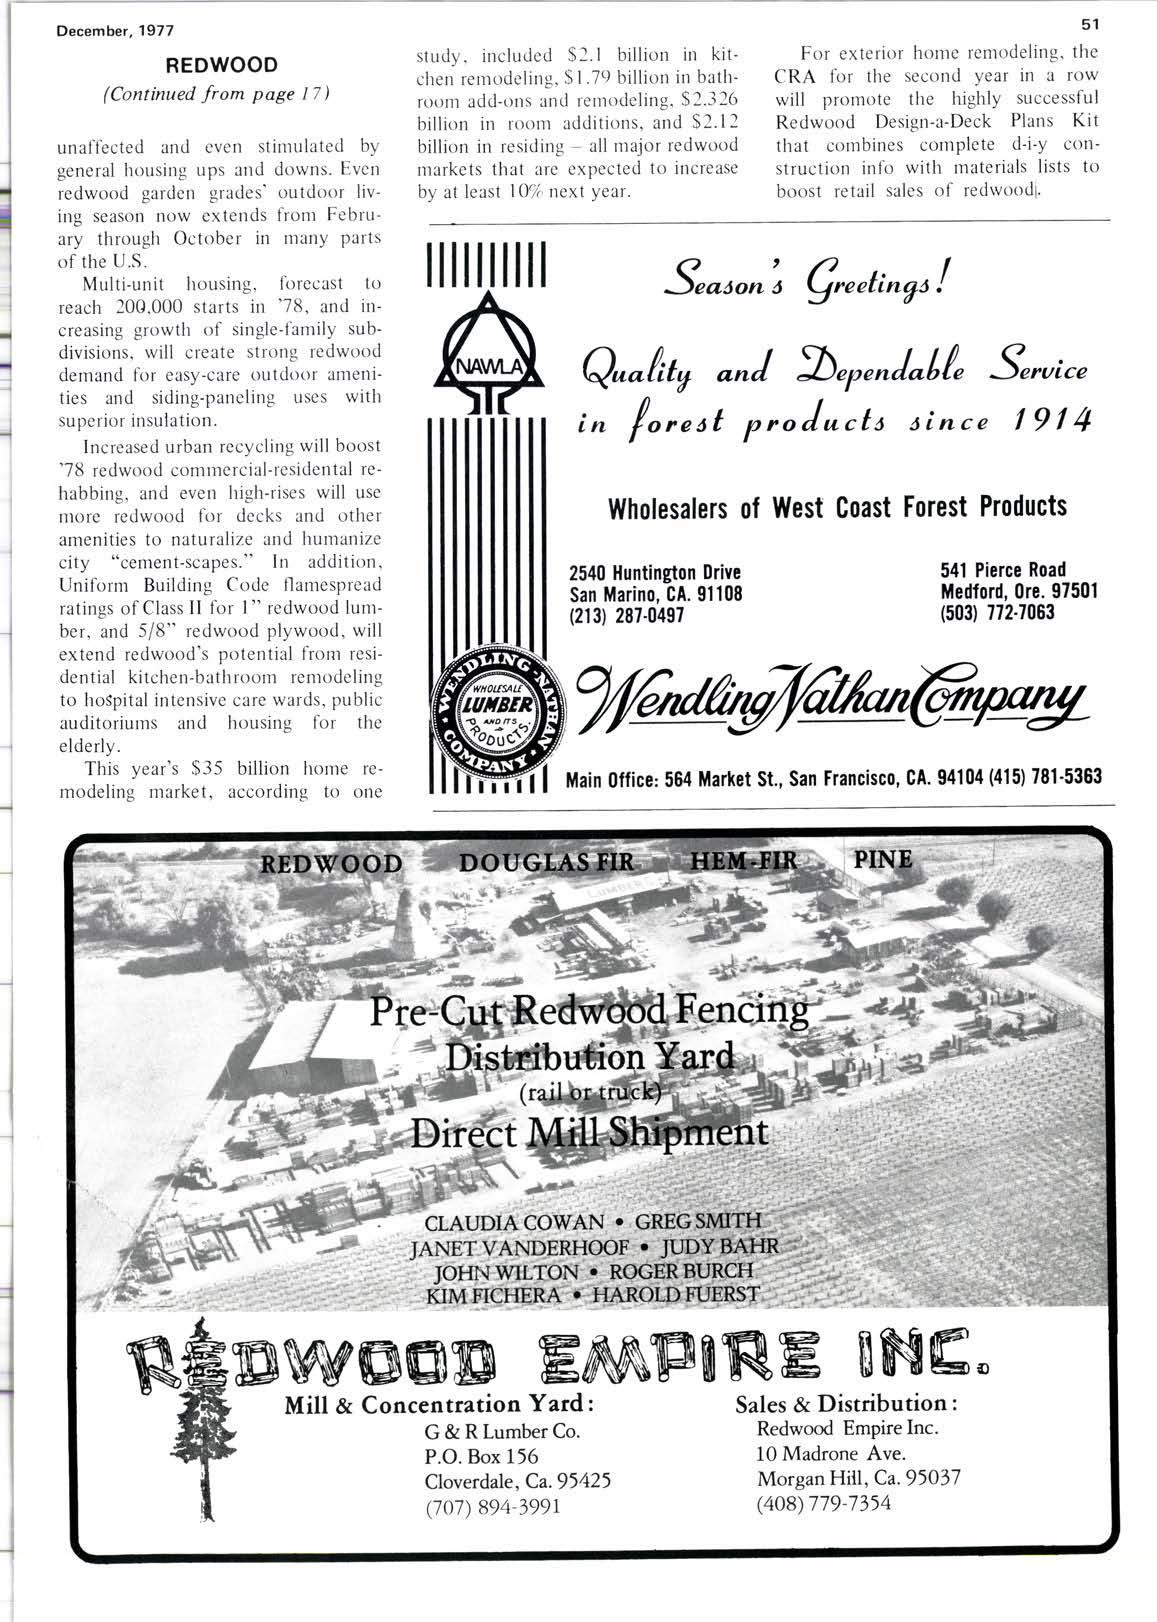 December, 1977
51
REDWOOD
(Continued from page 17)
unaffected and even stimulated by
general housing ups and downs. Even
redwood garden grades' outdoor liv-
ing season now extends from Febru-
ary through October in many parts
of the U.S.
Multi-unit housing, forecast to
reach 200,000 starts in '78, and in-
creasing growth of single-family sub-
divisions, will create strong redwood
demand for easy-care outdoor ameni-
ties and siding-paneling uses with
superior insulation.
Increased urban recycling will boost
'78 redwood commercial-residental re-
habbing, and even high-rises will use
more redwood for decks and other
amenities to naturalize and humanize
city "cement-scapes." In addition,
Uniform Building Code flamespread
ratings of Class II for 1" redwood lum-
ber, and 5/8" redwood plywood, will
extend redwood's potential from resi-
dential kitchen-bathroom remodeling
to hospital intensive care wards, public
auditoriums and housing for the
elderly.
This year's $35 billion home re-
modeling market, according to one
study, included $2.1 billion in kit-
chen remodeling, $1.79 billion in bath-
room add-ons and remodeling, $2.326
billion in room additions, and $2.12
billion in residing – all major redwood
markets that are expected to increase
by at least 10% next year.
For exterior home remodeling, the
CRA for the second year in a row
will promote the highly successful
Redwood Design-a-Deck Plans Kit
that combines complete d-i-y con-
struction info with materials lists to
boost retail sales of redwood.
NAWLA
Season's Greetings!
Quality and Dependable Service
in forest products since 1914
Wholesalers of West Coast Forest Products
2540 Huntington Drive
San Marino, CA. 91108
(213) 287-0497
541 Pierce Road
Medford, Ore. 97501
(503) 772-7063
WENDLING-NATHAN
COMPANY
WHOLESALE
LUMBER
AND ITS
PRODUCTS
Wendling Nathan Company
Main Office: 564 Market St., San Francisco, CA. 94104 (415) 781-5363
REDWOOD DOUGLAS FIR HEM-FIR PINE
LUMBER
Pre-Cut Redwood Fencing
Distribution Yard
(rail or truck)
Direct Mill Shipment
CLAUDIA COWAN • GREG SMITH
JANET VANDERHOOF • JUDY BAHR
JOHN WILTON • ROGER BURCH
KIM FICHERA • HAROLD FUERST
REDWOOD EMPIRE INC.
Mill & Concentration Yard:
G & R Lumber Co.
P.O. Box 156
Cloverdale, Ca. 95425
(707) 894-3991
Sales & Distribution:
Redwood Empire Inc.
10 Madrone Ave.
Morgan Hill, Ca. 95037
(408) 779-7354